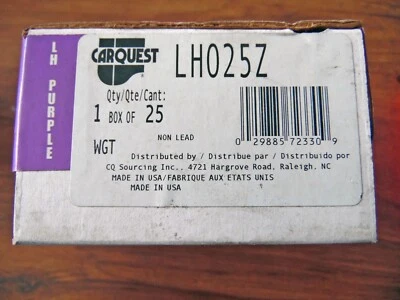 LH PURPLE
CARQUEST
LH025Z
Qty/Qte/Cant:
1 BOX OF 25
NON LEAD
WGT
0 29885 72330 9
Distributed by / Distribue par / Distribuido por
CQ Sourcing Inc., 4721 Hargrove Road, Raleigh, NC
MADE IN USA/FABRIQUE AUX ETATS UNIS
MADE IN USA